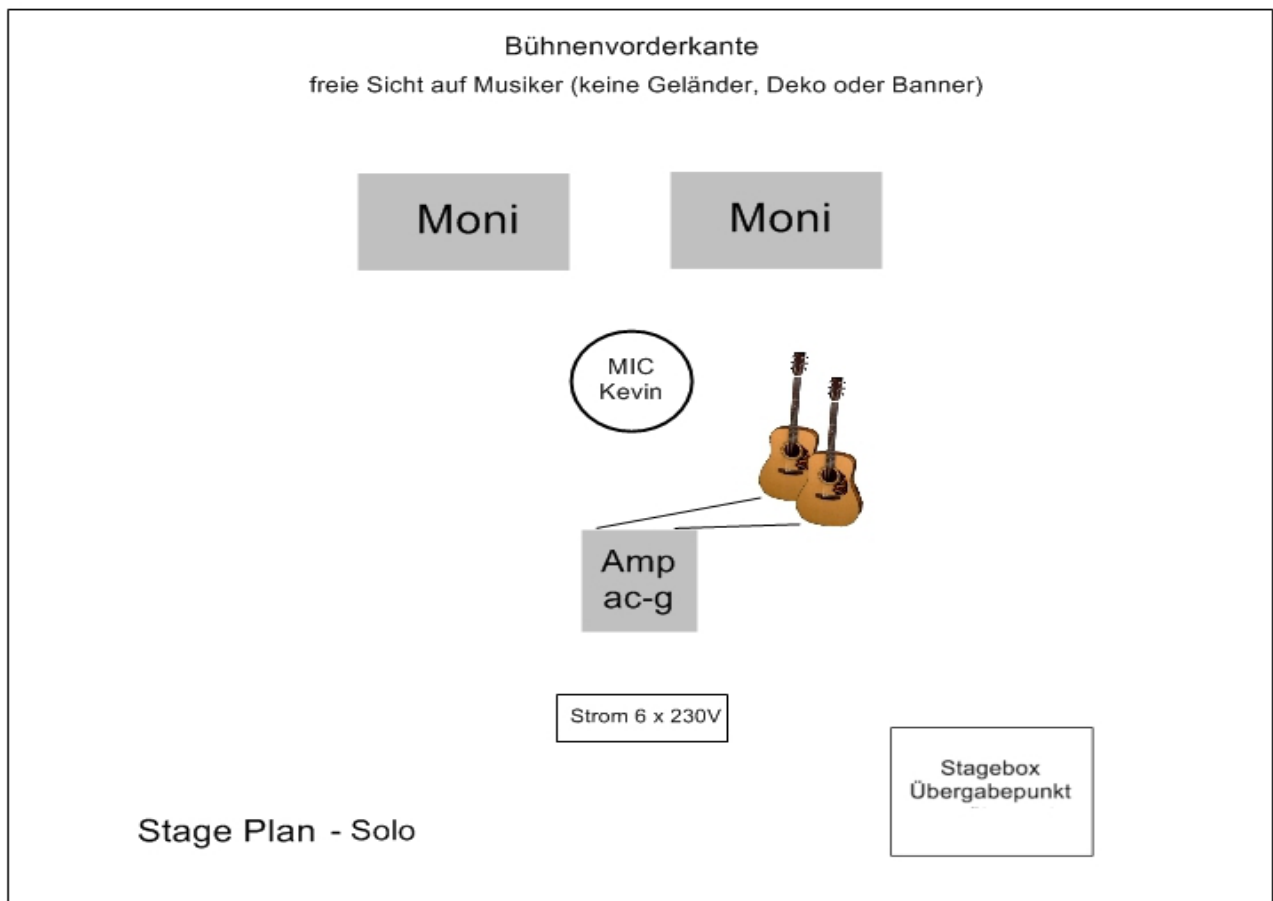 Bühnenvorderkante
freie Sicht auf Musiker (keine Geländer, Deko oder Banner)
Moni
Moni
MIC
Kevin
Amp
ac-g
Strom 6 x 230V
Stagebox
Übergabepunkt
Stage Plan - Solo